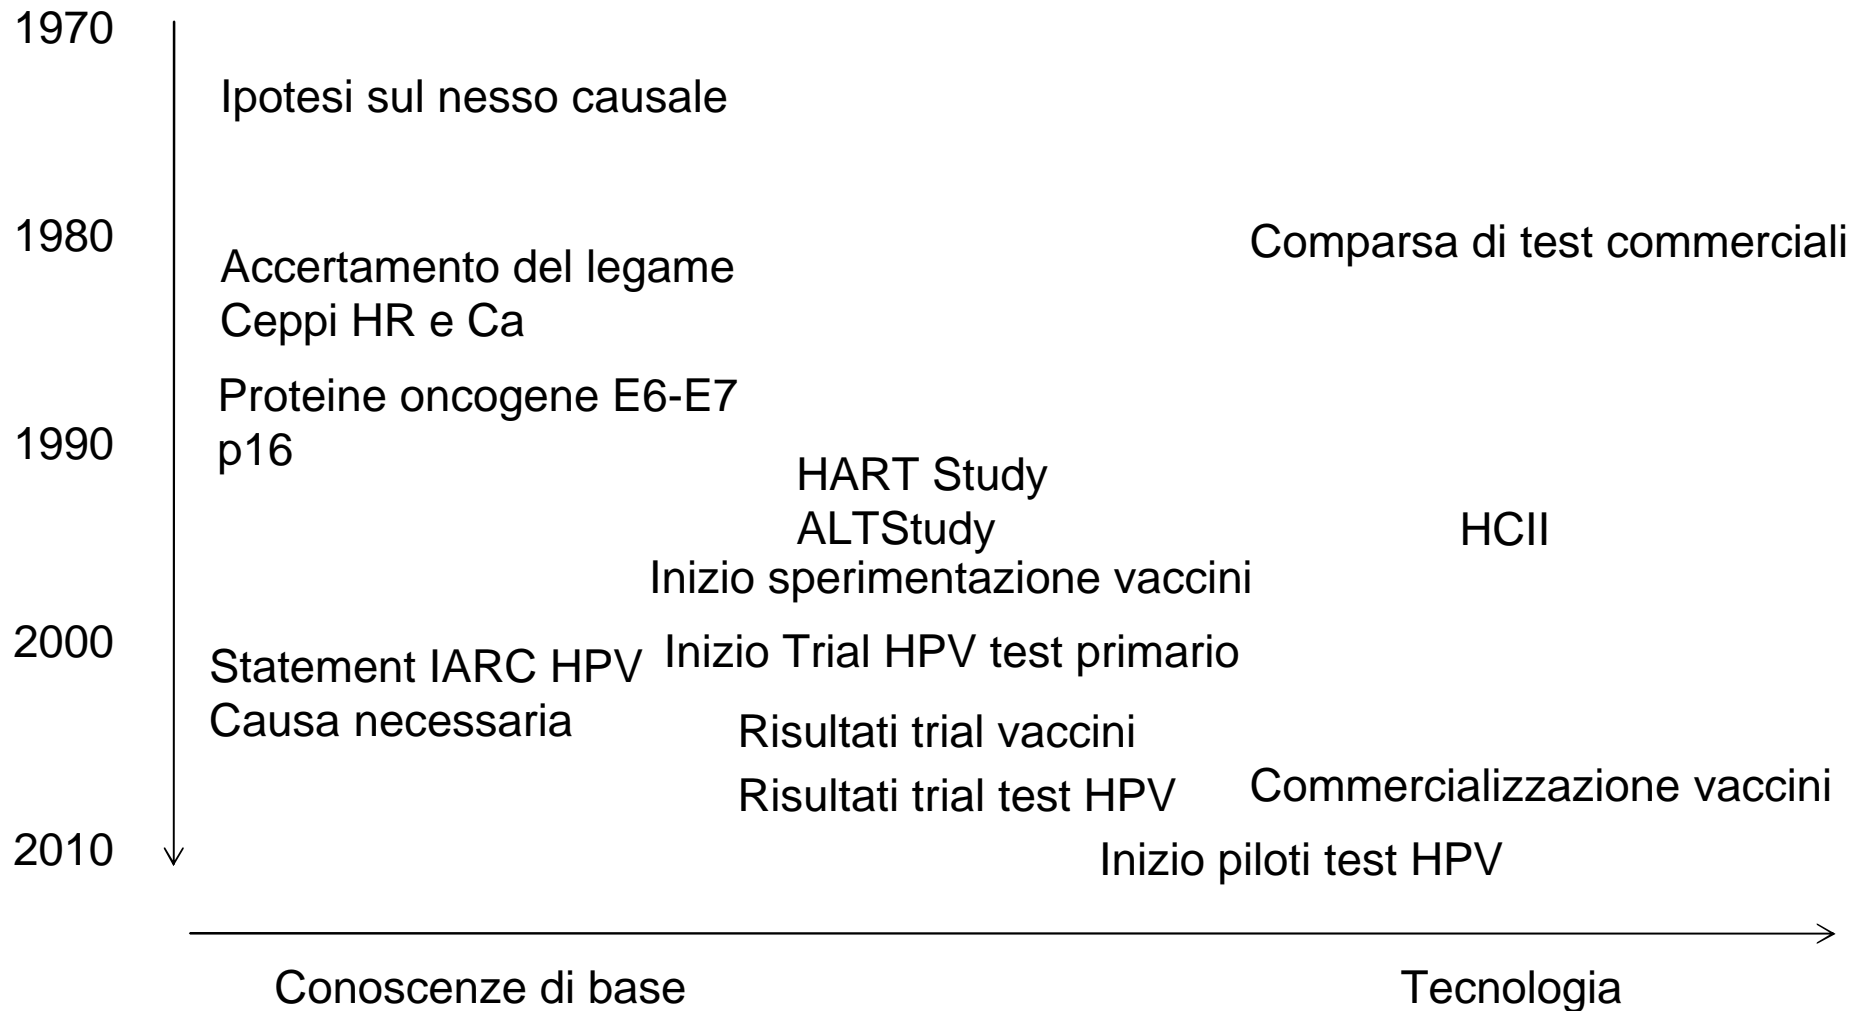 1970
Ipotesi sul nesso causale
1980
Comparsa di test commerciali
Accertamento del legame
Ceppi HR e Ca
Proteine oncogene E6-E7
p16
1990
HART Study
ALTStudy
HCII
Inizio sperimentazione vaccini
2000
Statement IARC HPV
Causa necessaria
Inizio Trial HPV test primario
Risultati trial vaccini
Risultati trial test HPV
Commercializzazione vaccini
2010
Inizio piloti test HPV
Conoscenze di base
Tecnologia